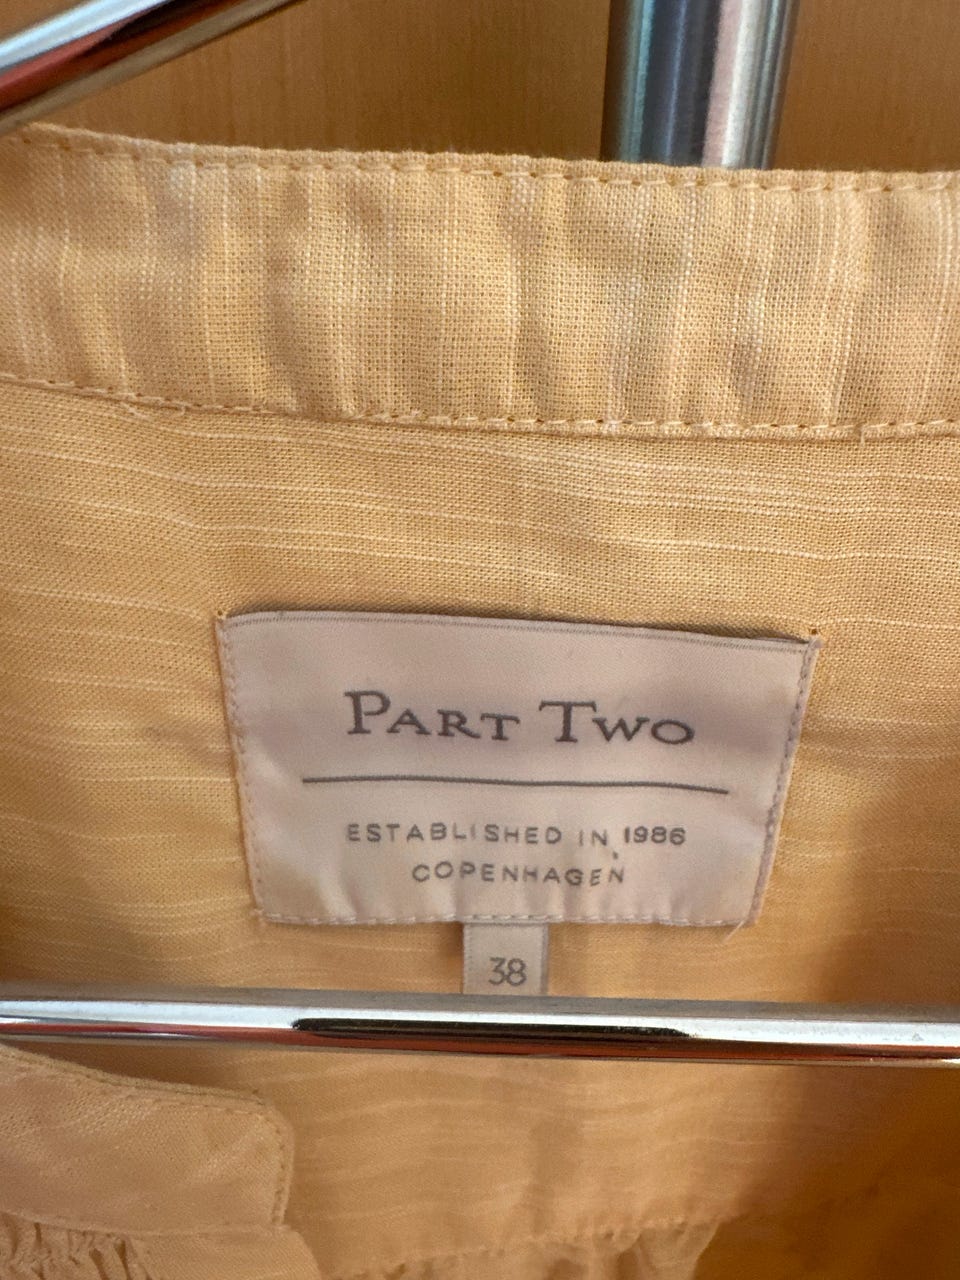 PART TWO
ESTABLISHED IN 1986
COPENHAGEN
38